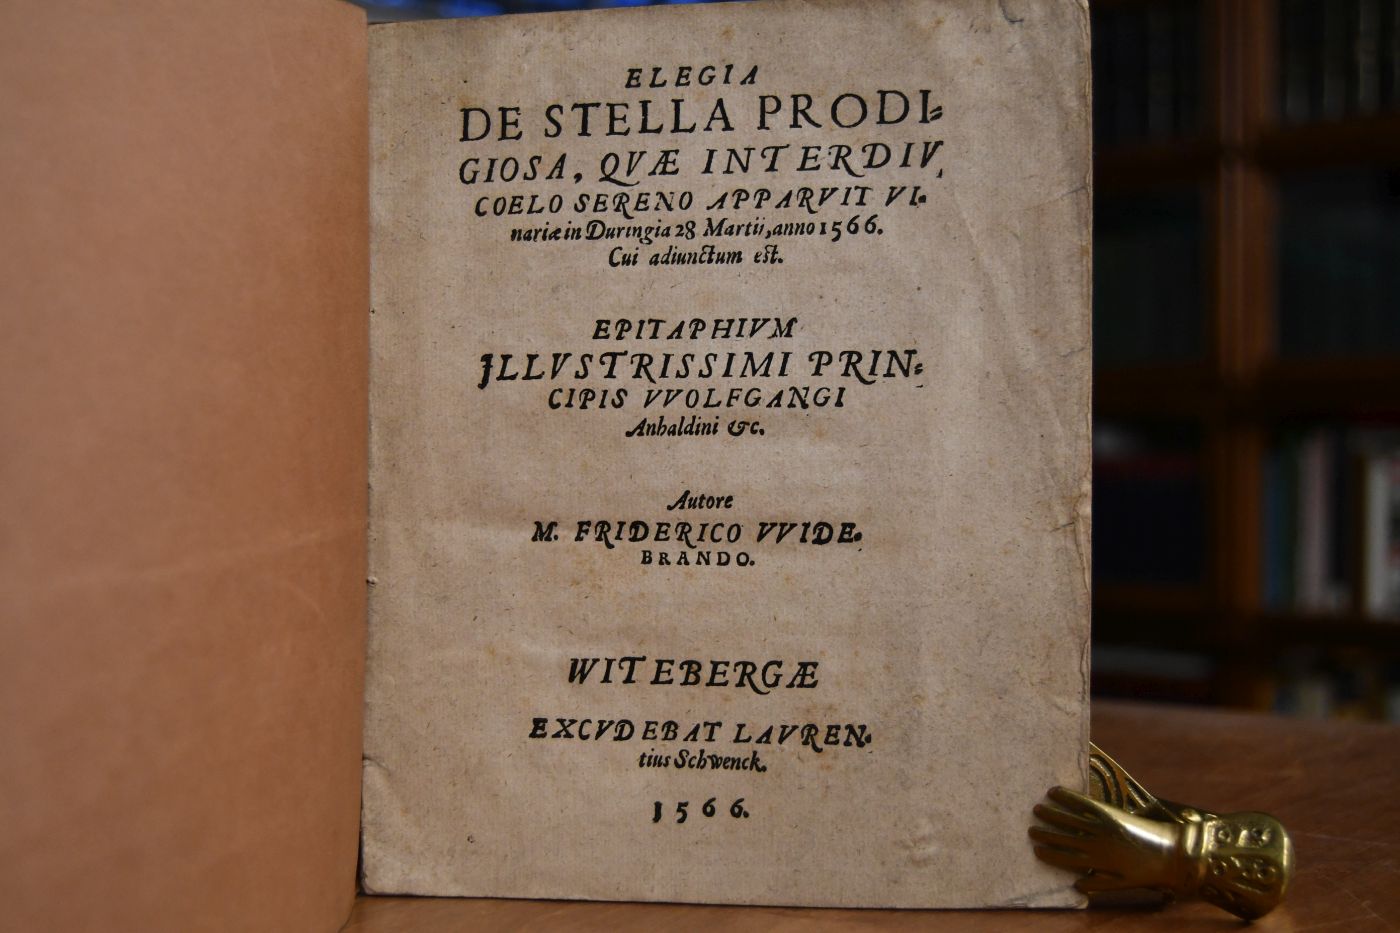 ELEGIA
DE STELLA PRODI-
GIOSA, QVÆ INTERDIV,
COELO SERENO APPARVIT VI-
nariæ in Duringia 28 Martij, anno 1566.
Cui adiunctum est.
EPITAPHIVM
JLLVSTRISSIMI PRIN-
CIPIS VVOLFGANGI
Anhaldini &c.
Autore
M. FRIDERICO VVIDE-
BRANDO.
WITEBERGÆ
EXCVDEBAT LAVREN-
tius Schwenck.
1566.